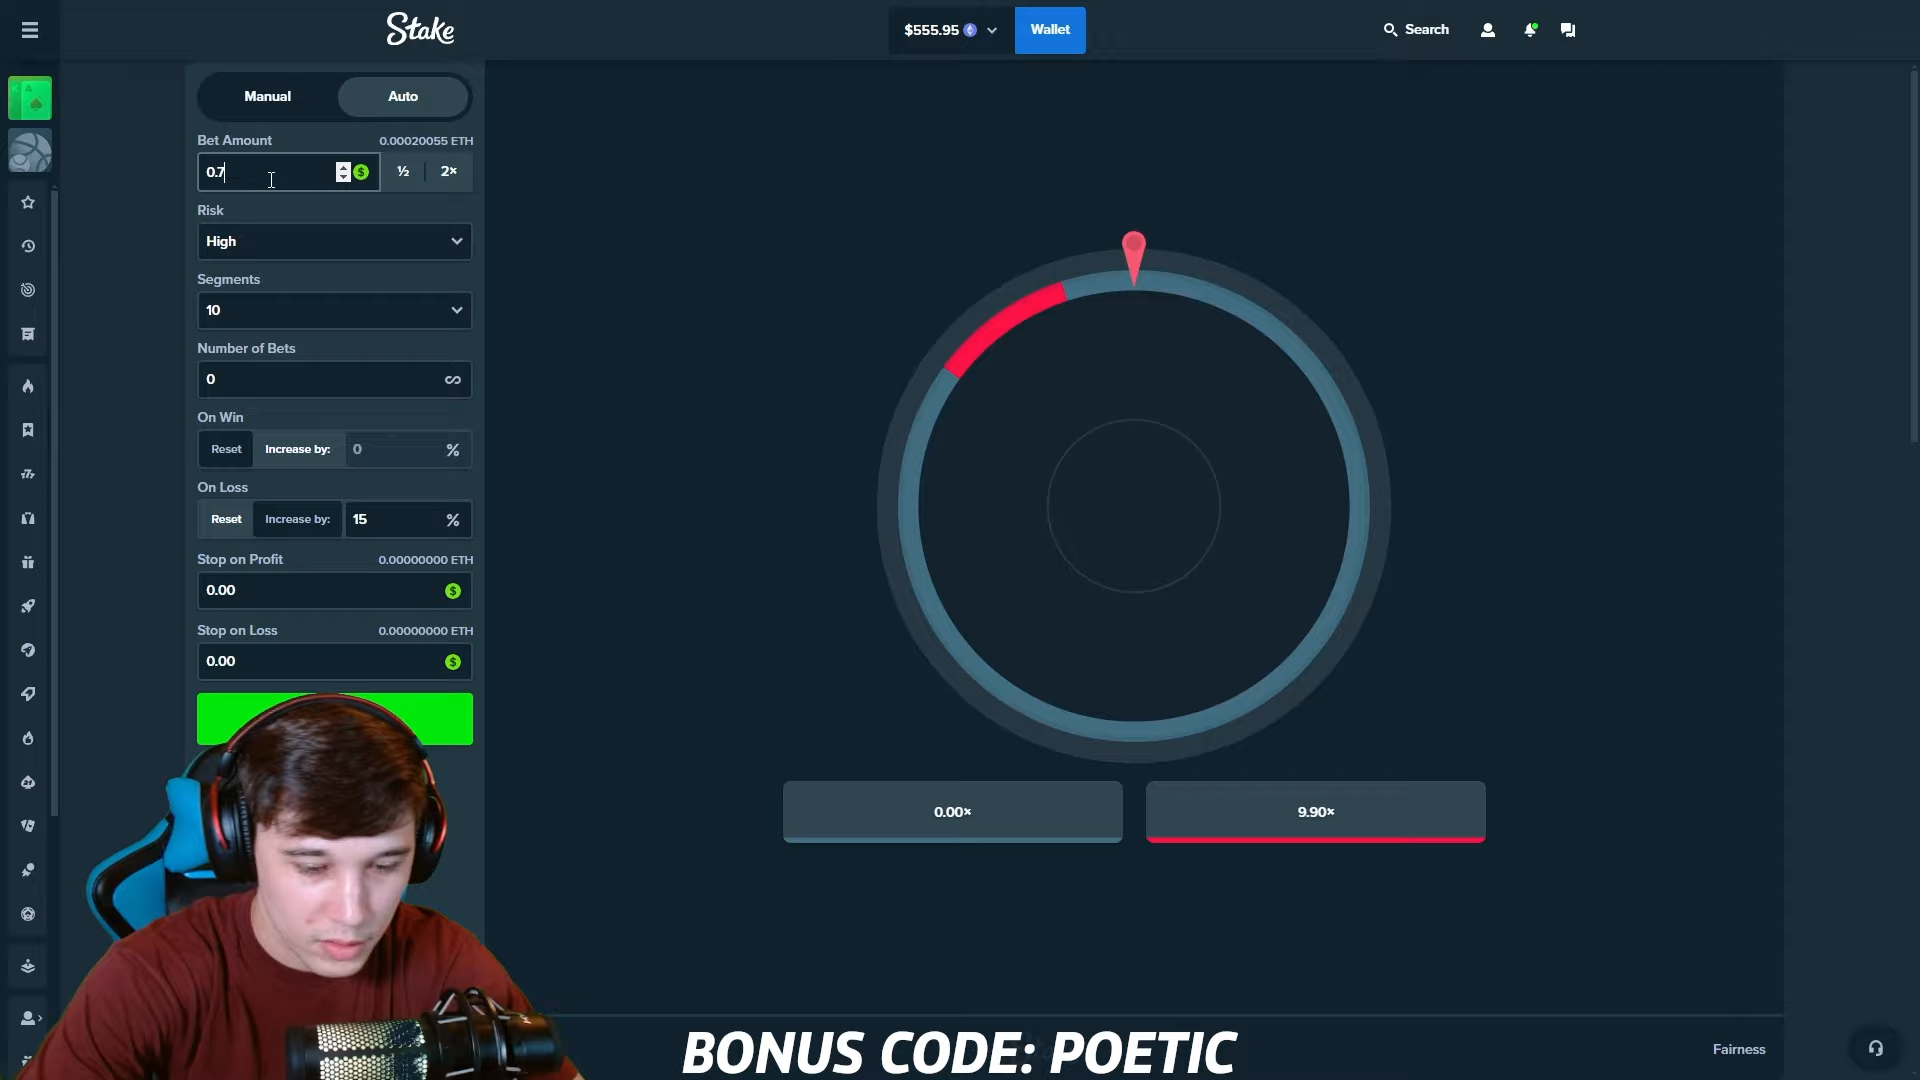 Stake
$555.95
Wallet
Search
Manual
Auto
Bet Amount
0.00020055 ETH
0.7
½
2×
Risk
High
Segments
10
Number of Bets
0
On Win
Reset
Increase by:
0
%
On Loss
Reset
Increase by:
15
%
Stop on Profit
0.00000000 ETH
0.00
Stop on Loss
0.00000000 ETH
0.00
0.00×
9.90×
BONUS CODE: POETIC
Fairness